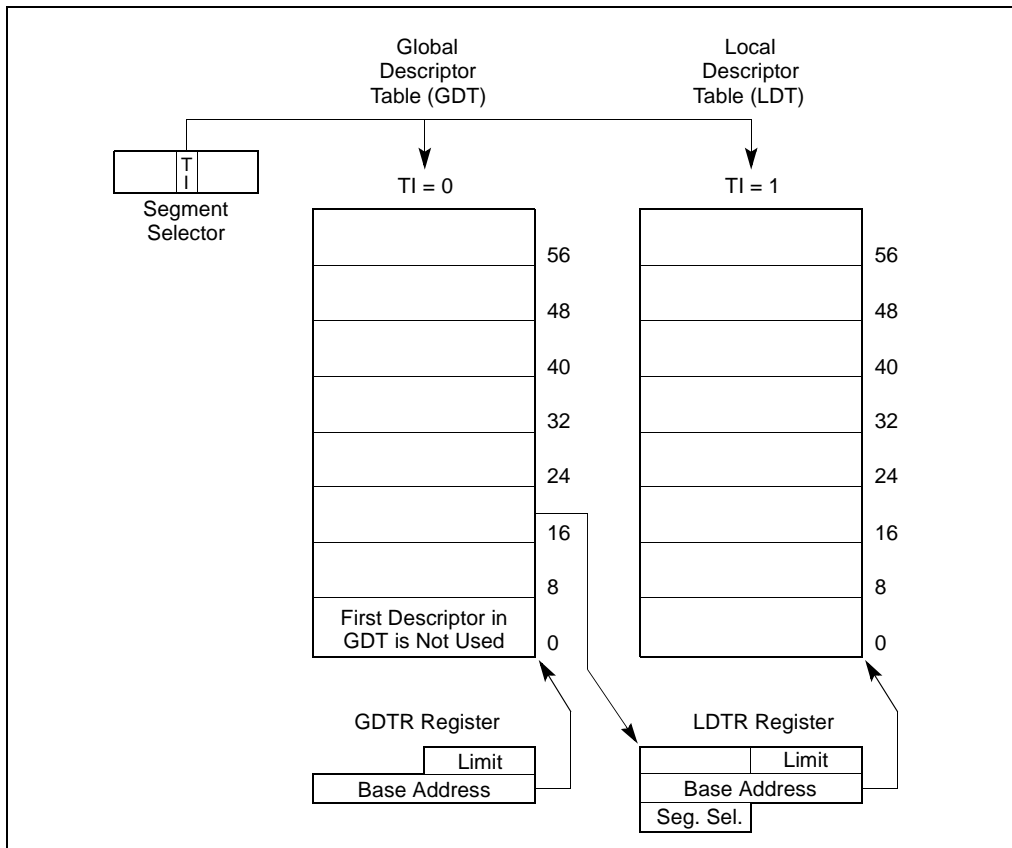 Global
Descriptor
Table (GDT)
Local
Descriptor
Table (LDT)
T
I
Segment
Selector
TI = 0
TI = 1
56
48
40
32
24
16
8
0
56
48
40
32
24
16
8
0
First Descriptor in
GDT is Not Used
GDTR Register
Limit
Base Address
LDTR Register
Limit
Base Address
Seg. Sel.